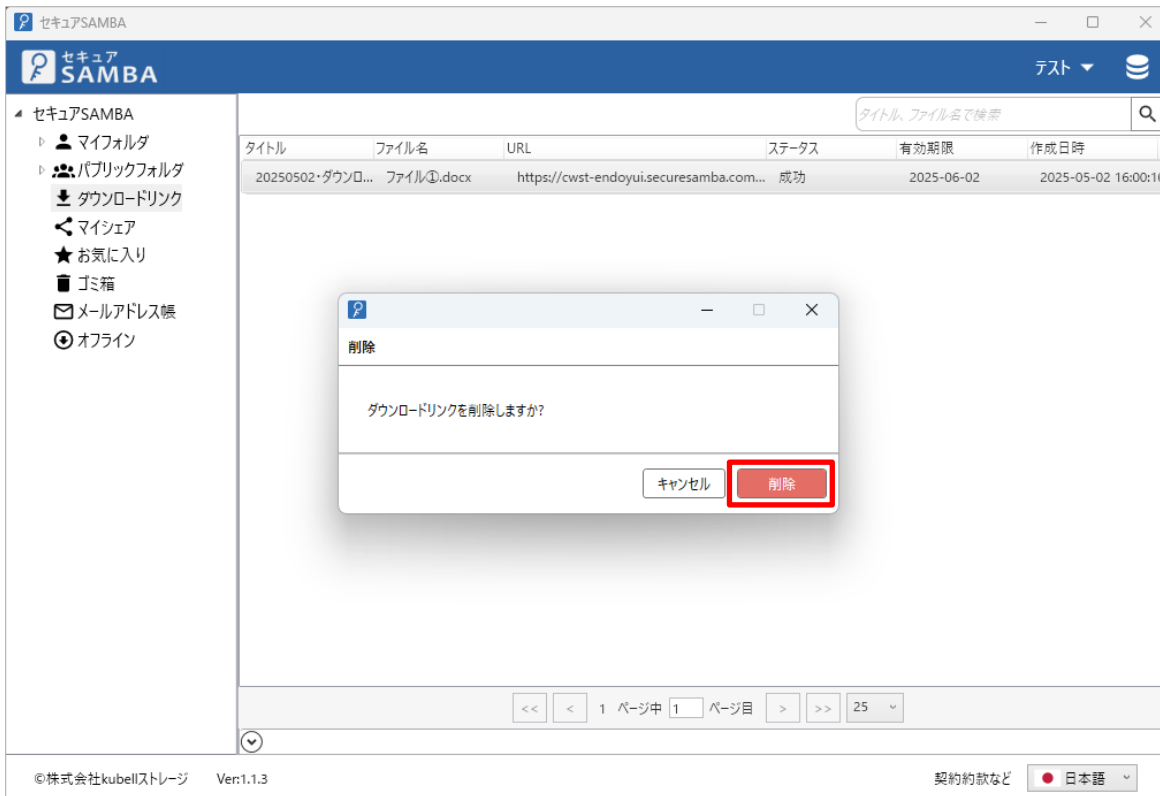 セキュアSAMBA
セキュア
SAMBA
テスト
セキュアSAMBA
マイフォルダ
パブリックフォルダ
ダウンロードリンク
マイシェア
お気に入り
ゴミ箱
メールアドレス帳
オフライン
タイトル、ファイル名で検索
タイトル ファイル名 URL ステータス 有効期限 作成日時
20250502・ダウンロ... ファイル①.docx https://cwst-endoyui.securesamba.com... 成功 2025-06-02 2025-05-02 16:00:1
削除
ダウンロードリンクを削除しますか?
キャンセル 削除
<< < 1 ページ中 1 ページ目 > >> 25
©株式会社kubellストレージ Ver:1.1.3 契約約款など 日本語